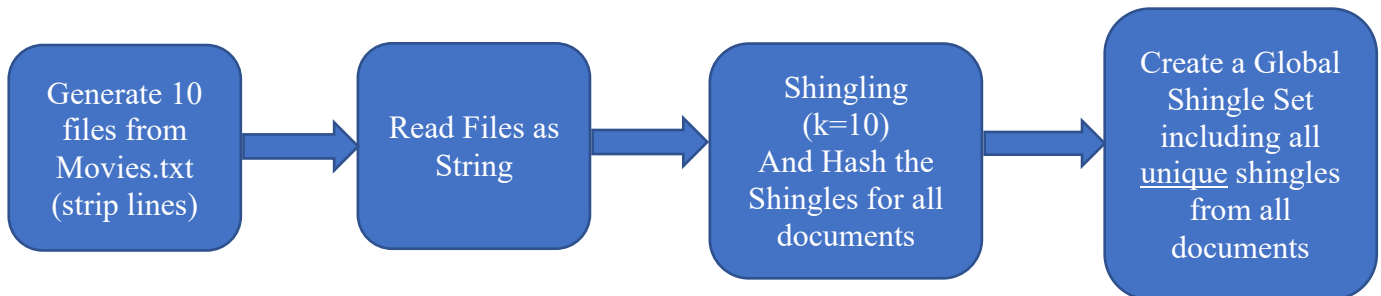 Generate 10
files from
Movies.txt
(strip lines)
Read Files as
String
Shingling
(k=10)
And Hash the
Shingles for all
documents
Create a Global
Shingle Set
including all
unique shingles
from all
documents